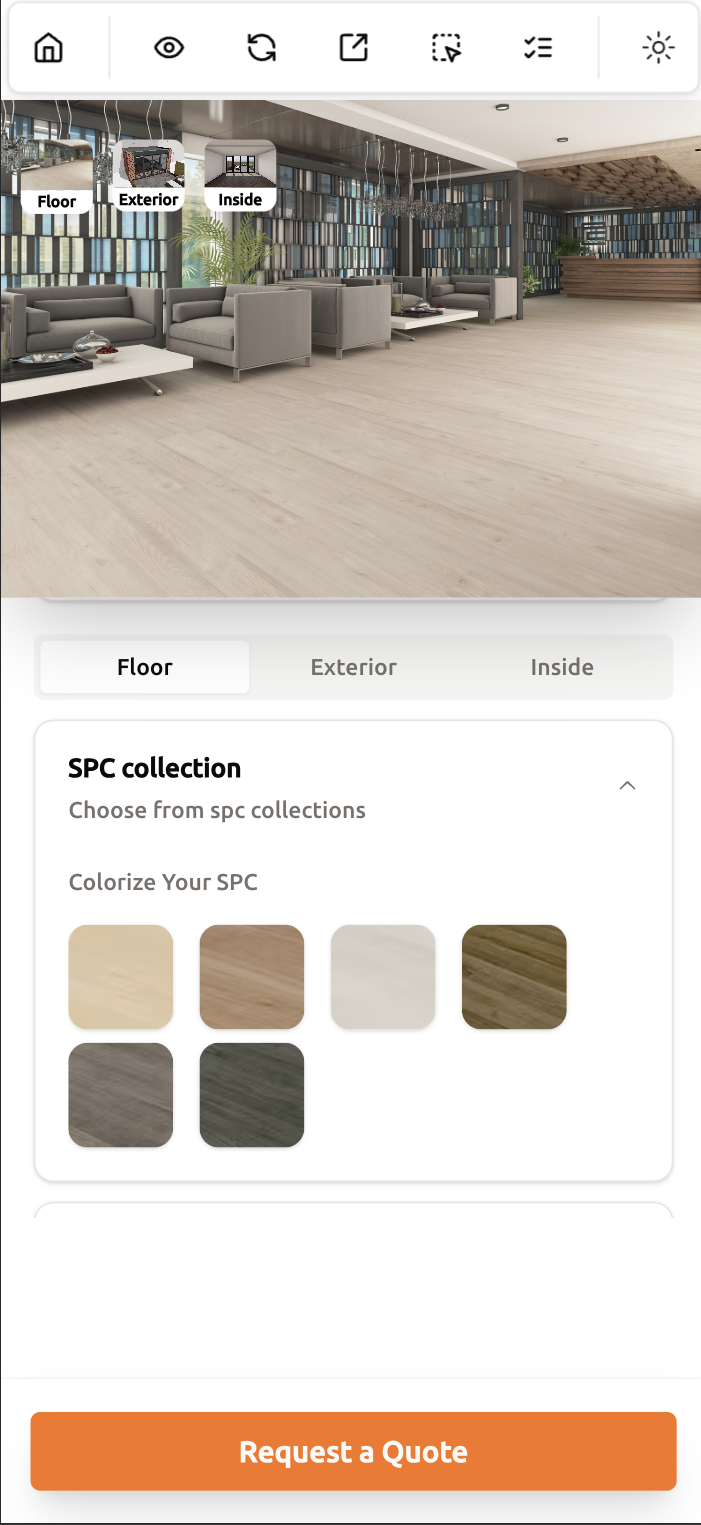 Floor
Exterior
Inside
Floor
Exterior
Inside
SPC collection
Choose from spc collections
Colorize Your SPC
Request a Quote